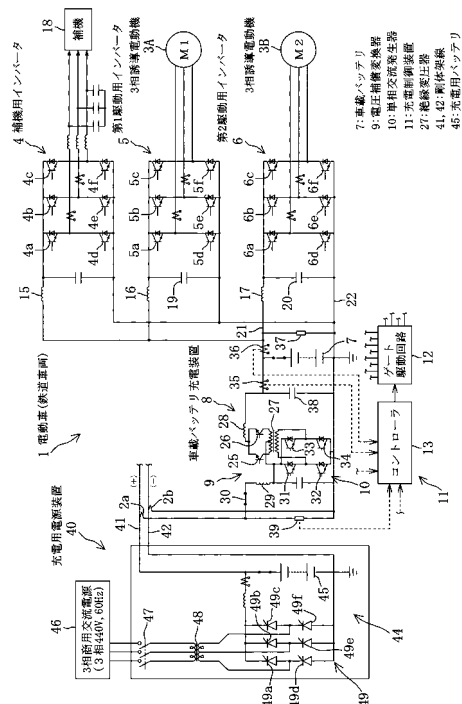 1 電動車(鉄道車両)
充電用電源装置
40
46
3相商用交流電源
(3相440V, 60Hz)
47
48
49a
49b
49c
49d
49e
49f
49
44
45
41
42
2a
2b
(+)
(−)
39
30
29
9
31
32
33
34
10
25
26
27
28
8
車載バッテリ充電装置
35
36
37
38
7
21
22
コントローラ
13
11
ゲート
駆動回路
12
15
4 補機用インバータ
4a
4b
4c
4d
4e
4f
補機
18
16
19
5
第1駆動用インバータ
5a
5b
5c
5d
5e
5f
3相誘導電動機
3A
M1
17
20
6
第2駆動用インバータ
6a
6b
6c
6d
6e
6f
3相誘導電動機
3B
M2
7:車載バッテリ
9:電圧補償変換器
10:単相交流発生器
11:充電制御装置
27:絶縁変圧器
41, 42:剛体架線
45:充電用バッテリ